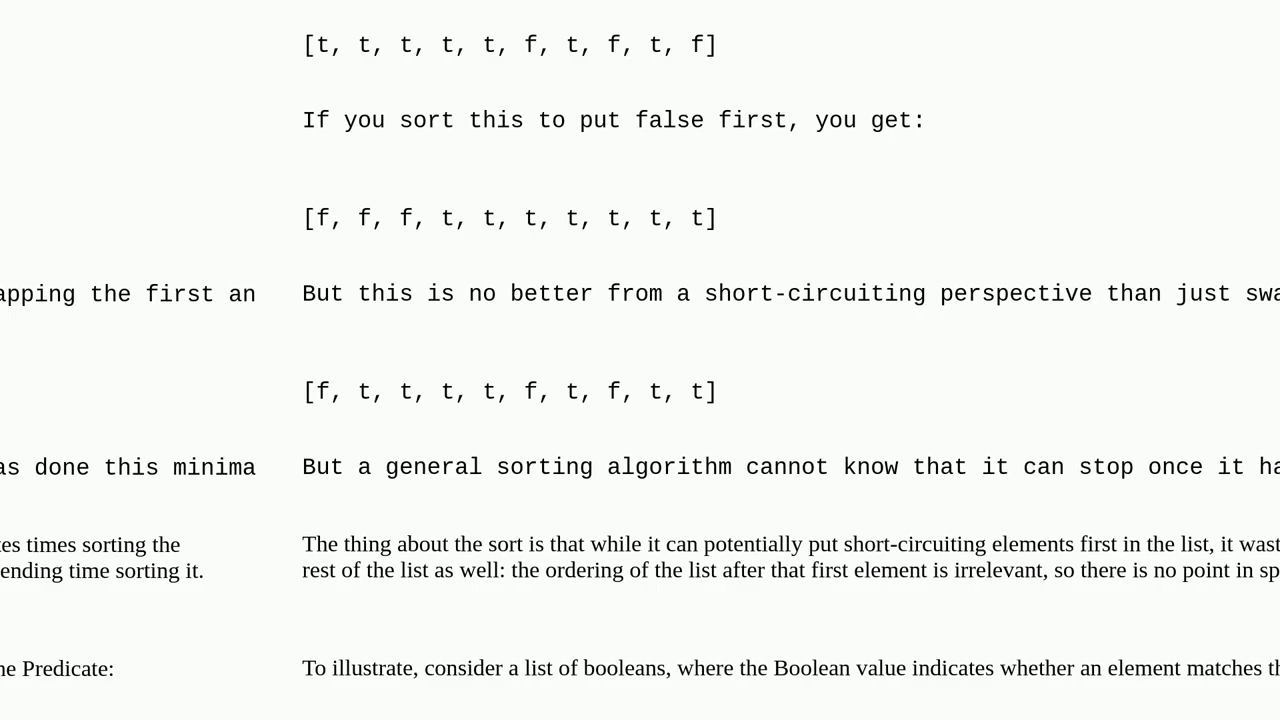 apping the first an
as done this minima
tes times sorting the
ending time sorting it.
he Predicate:
[t, t, t, t, t, f, t, f, t, f]
If you sort this to put false first, you get:
[f, f, f, t, t, t, t, t, t, t]
But this is no better from a short-circuiting perspective than just swa
[f, t, t, t, t, f, t, f, t, t]
But a general sorting algorithm cannot know that it can stop once it ha
The thing about the sort is that while it can potentially put short-circuiting elements first in the list, it wast
rest of the list as well: the ordering of the list after that first element is irrelevant, so there is no point in sp
To illustrate, consider a list of booleans, where the Boolean value indicates whether an element matches th